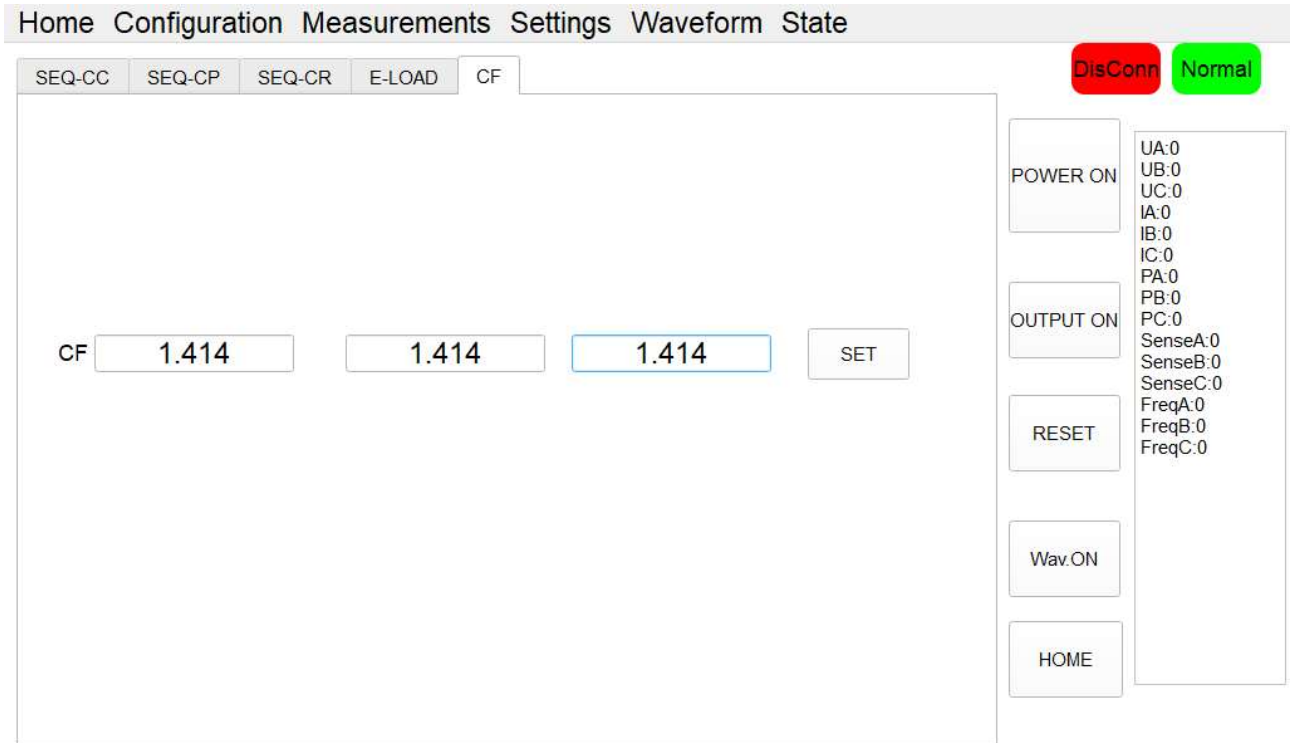 Home Configuration Measurements Settings Waveform State
SEQ-CC SEQ-CP SEQ-CR E-LOAD CF
DisConn Normal
CF 1.414 1.414 1.414 SET
POWER ON
OUTPUT ON
RESET
Wav.ON
HOME
UA:0
UB:0
UC:0
IA:0
IB:0
IC:0
PA:0
PB:0
PC:0
SenseA:0
SenseB:0
SenseC:0
FreqA:0
FreqB:0
FreqC:0